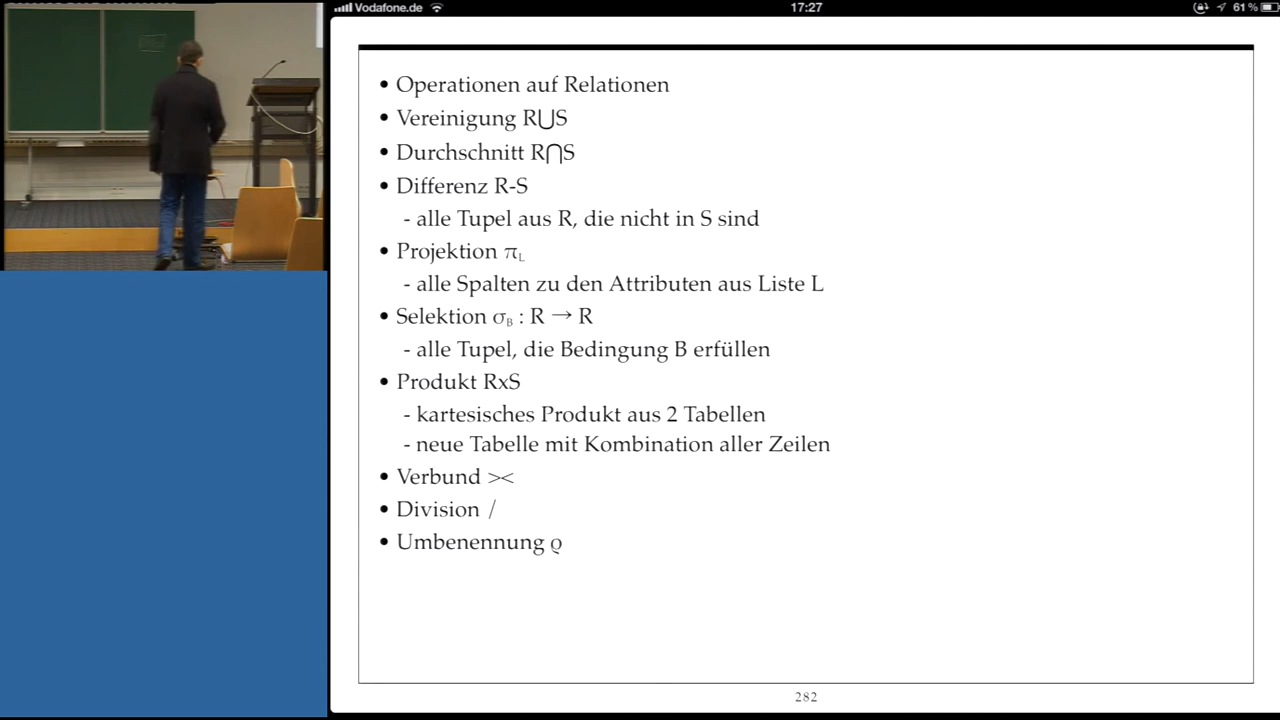 Vodafone.de 17:27 61 %
• Operationen auf Relationen
• Vereinigung R⋃S
• Durchschnitt R⋂S
• Differenz R-S
- alle Tupel aus R, die nicht in S sind
• Projektion π_L
- alle Spalten zu den Attributen aus Liste L
• Selektion σ_B : R → R
- alle Tupel, die Bedingung B erfüllen
• Produkt RxS
- kartesisches Produkt aus 2 Tabellen
- neue Tabelle mit Kombination aller Zeilen
• Verbund ><
• Division /
• Umbenennung ϱ
282